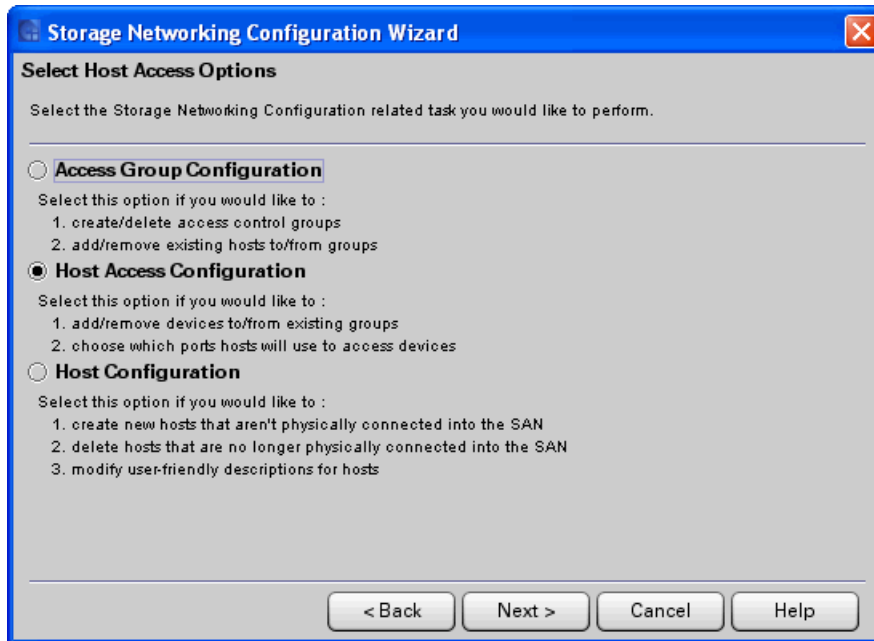 Storage Networking Configuration Wizard
Select Host Access Options
Select the Storage Networking Configuration related task you would like to perform.
Access Group Configuration
Select this option if you would like to :
1. create/delete access control groups
2. add/remove existing hosts to/from groups
Host Access Configuration
Select this option if you would like to :
1. add/remove devices to/from existing groups
2. choose which ports hosts will use to access devices
Host Configuration
Select this option if you would like to :
1. create new hosts that aren't physically connected into the SAN
2. delete hosts that are no longer physically connected into the SAN
3. modify user-friendly descriptions for hosts
< Back Next > Cancel Help